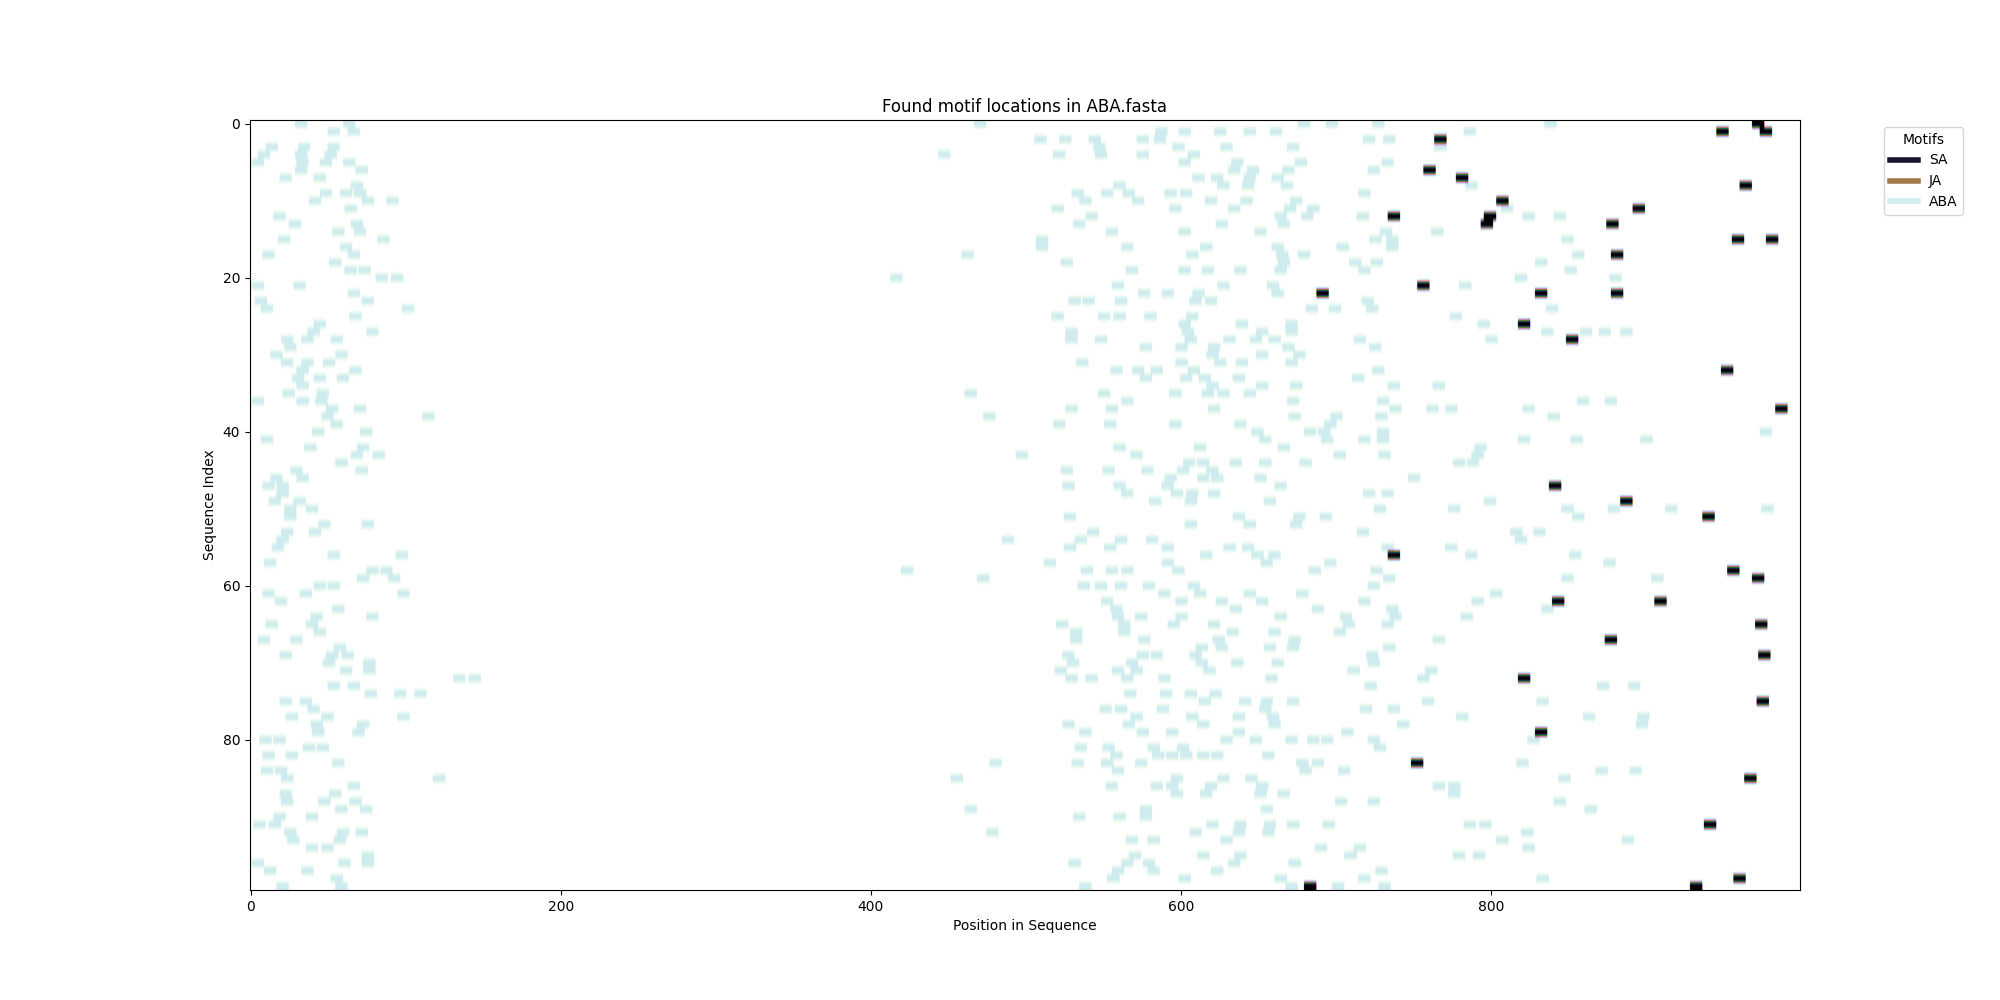 Found motif locations in ABA.fasta
Motifs
SA
JA
ABA
0
20
40
60
80
Sequence Index
0 200 400 600 800
Position in Sequence